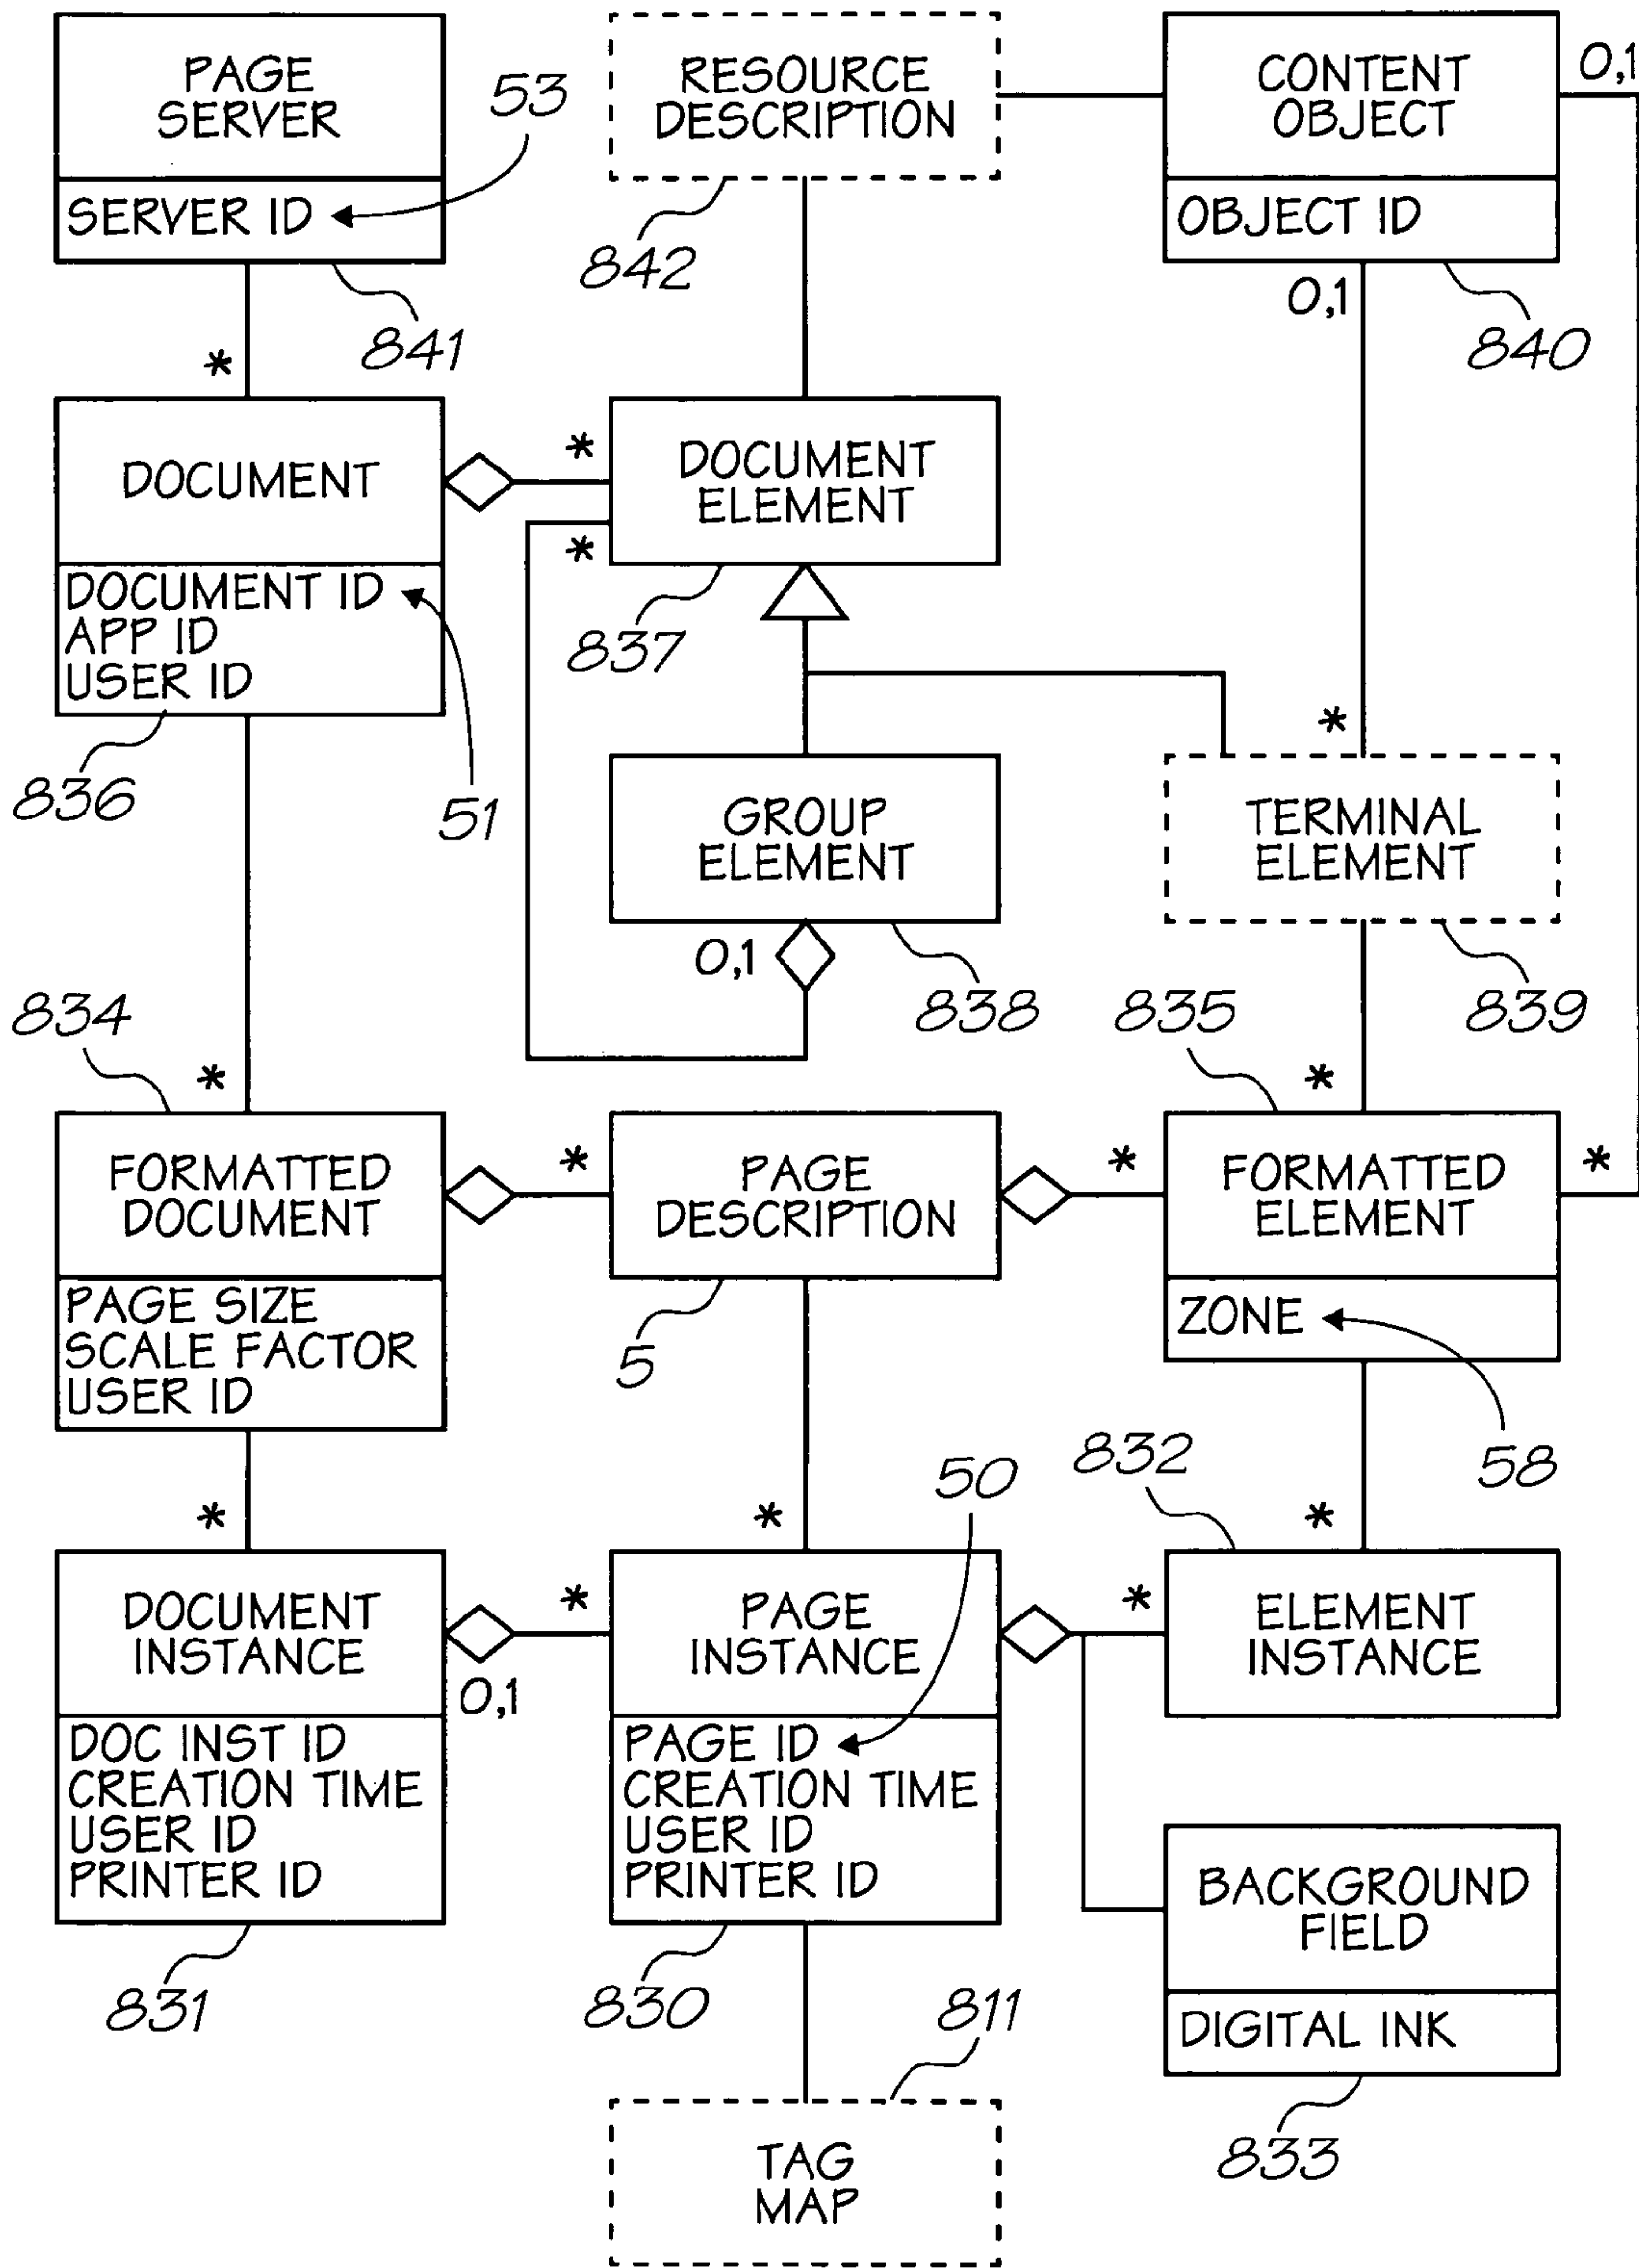 PAGE
SERVER
SERVER ID
53
841
RESOURCE
DESCRIPTION
842
CONTENT
OBJECT
OBJECT ID
0,1
0,1
840
*
DOCUMENT
DOCUMENT ID
APP ID
USER ID
836
51
*
*
DOCUMENT
ELEMENT
837
GROUP
ELEMENT
0,1
838
*
TERMINAL
ELEMENT
839
834
*
FORMATTED
DOCUMENT
PAGE SIZE
SCALE FACTOR
USER ID
*
PAGE
DESCRIPTION
5
835
*
*
FORMATTED
ELEMENT
*
ZONE
58
*
DOCUMENT
INSTANCE
0,1
DOC INST ID
CREATION TIME
USER ID
PRINTER ID
831
*
*
50
PAGE
INSTANCE
PAGE ID
CREATION TIME
USER ID
PRINTER ID
830
832
*
*
ELEMENT
INSTANCE
BACKGROUND
FIELD
DIGITAL INK
833
811
TAG
MAP